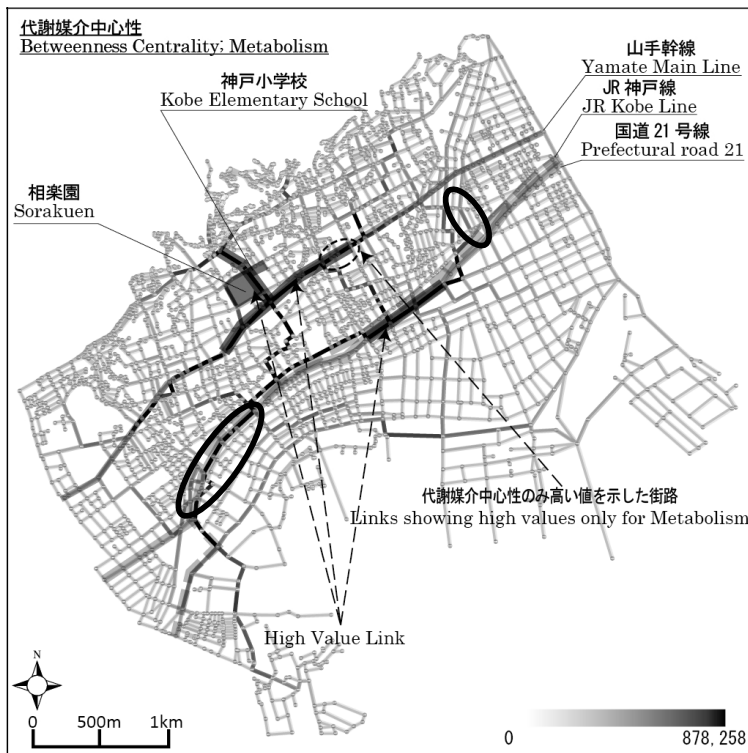 代謝媒介中心性
Betweenness Centrality; Metabolism
神戸小学校
Kobe Elementary School
山手幹線
Yamate Main Line
JR 神戸線
JR Kobe Line
国道 21 号線
Prefectural road 21
相楽園
Sorakuen
代謝媒介中心性のみ高い値を示した街路
Links showing high values only for Metabolism
High Value Link
N
0 500m 1km
0 878,258